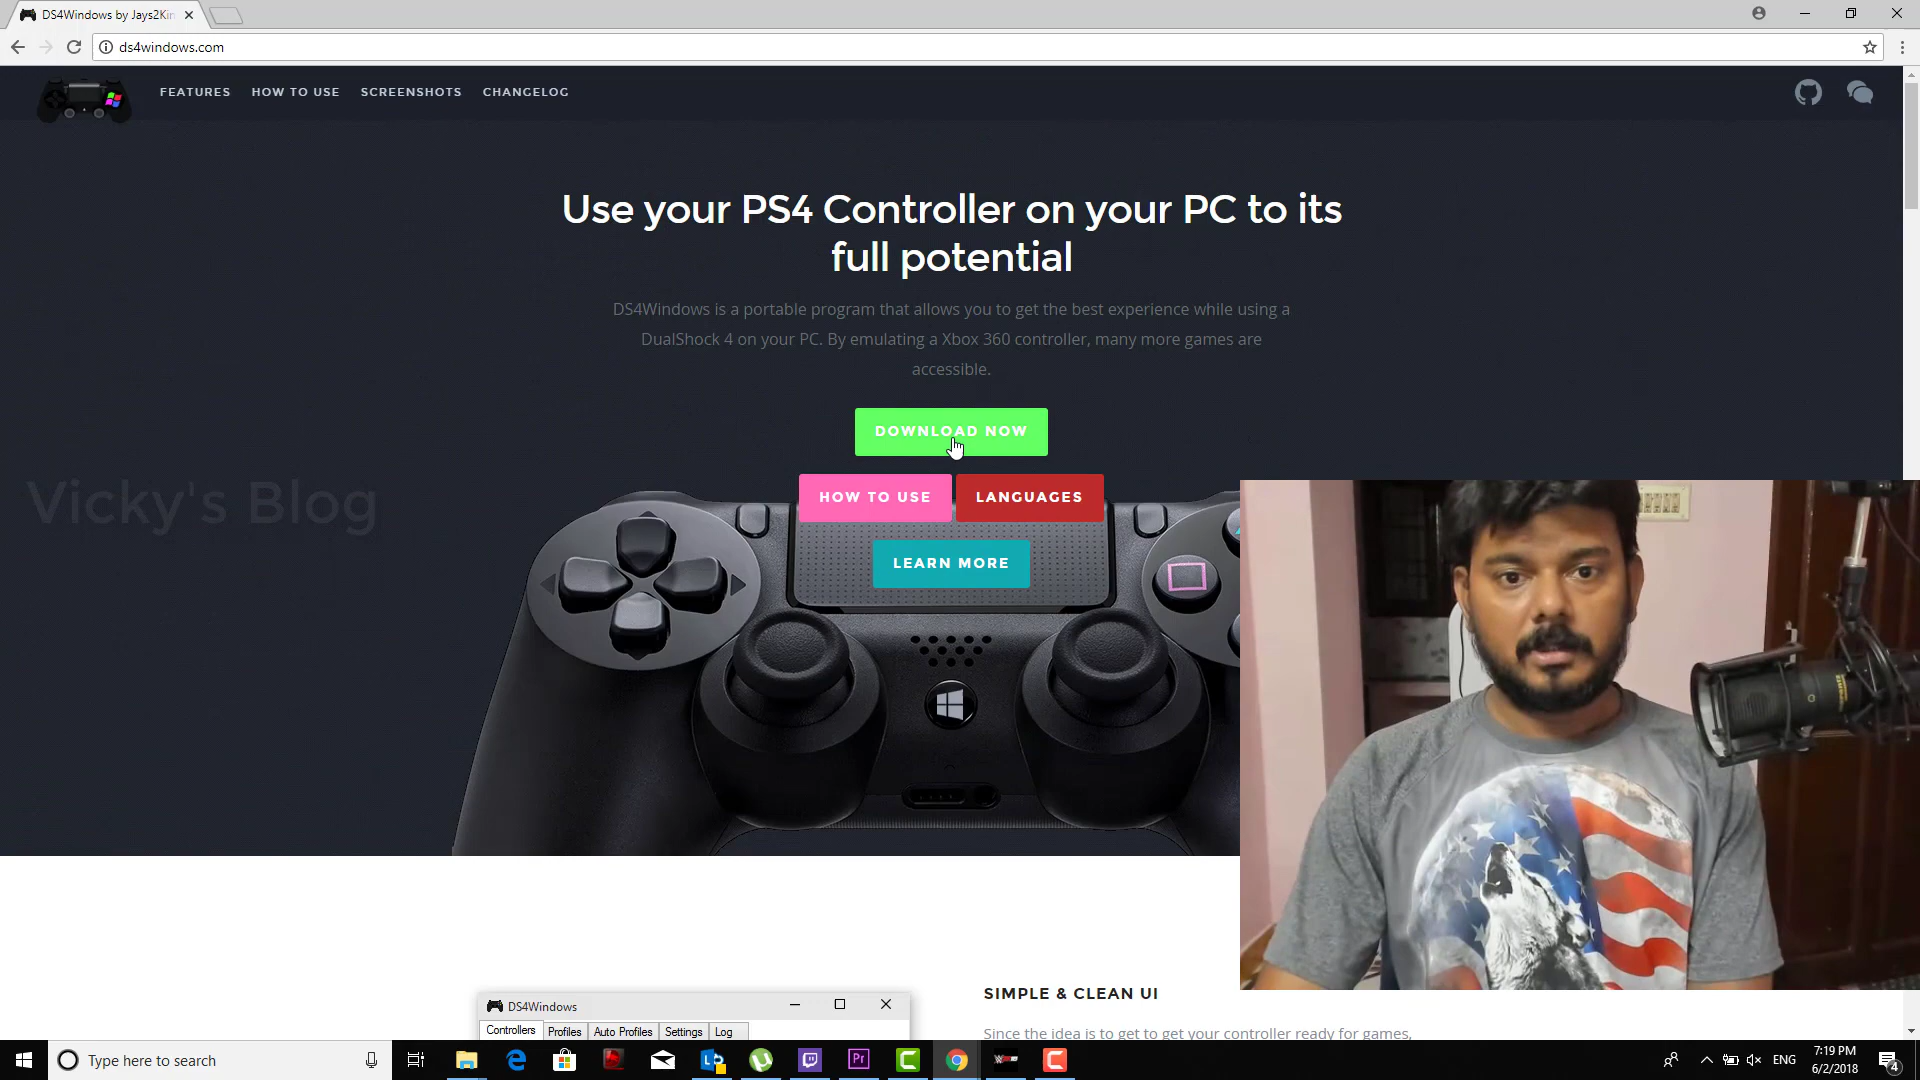 DS4Windows by Jays2Kin
ds4windows.com
FEATURES HOW TO USE SCREENSHOTS CHANGELOG
Use your PS4 Controller on your PC to its
full potential
DS4Windows is a portable program that allows you to get the best experience while using a
DualShock 4 on your PC. By emulating a Xbox 360 controller, many more games are
accessible.
DOWNLOAD NOW
HOW TO USE LANGUAGES
LEARN MORE
Vicky's Blog
SIMPLE & CLEAN UI
Since the idea is to get to get your controller ready for games,
DS4Windows
Controllers Profiles Auto Profiles Settings Log
Type here to search
Pr
ENG
7:19 PM
6/2/2018
4